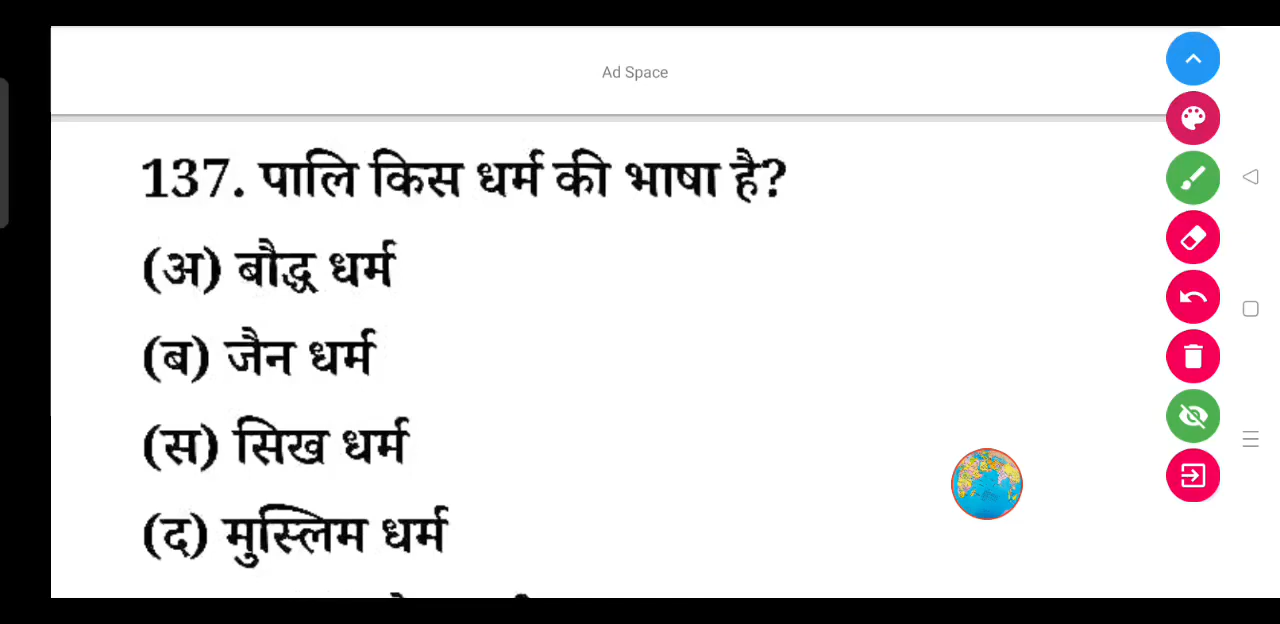 Ad Space
137. पालि किस धर्म की भाषा है?
(अ) बौद्ध धर्म
(ब) जैन धर्म
(स) सिख धर्म
(द) मुस्लिम धर्म